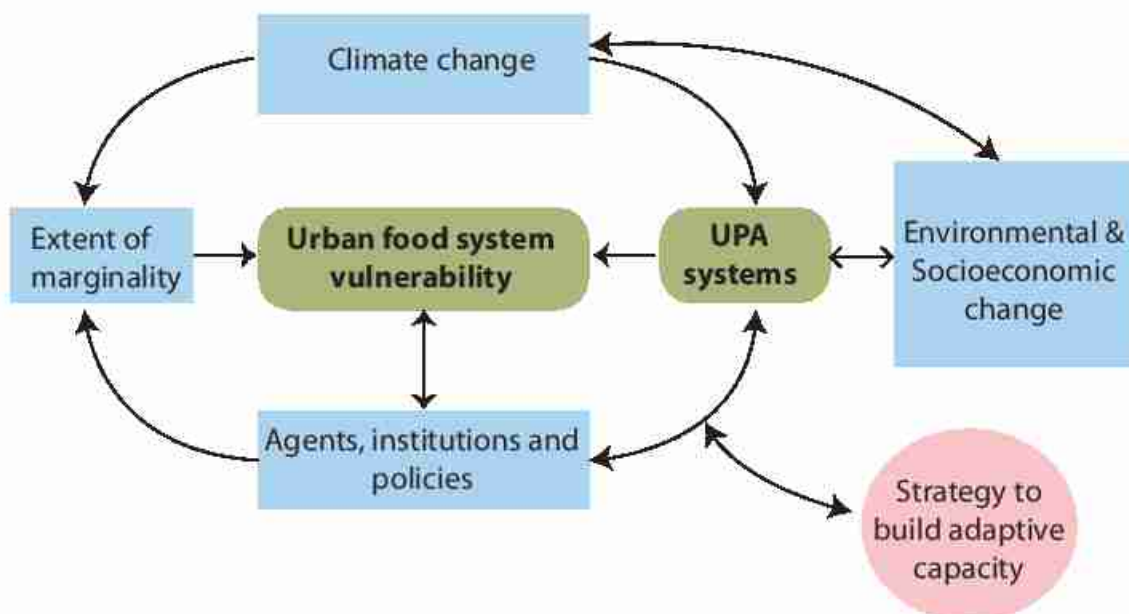 Climate change
Extent of
marginality
Urban food system
vulnerability
UPA
systems
Environmental &
Socioeconomic
change
Agents, institutions and
policies
Strategy to
build adaptive
capacity